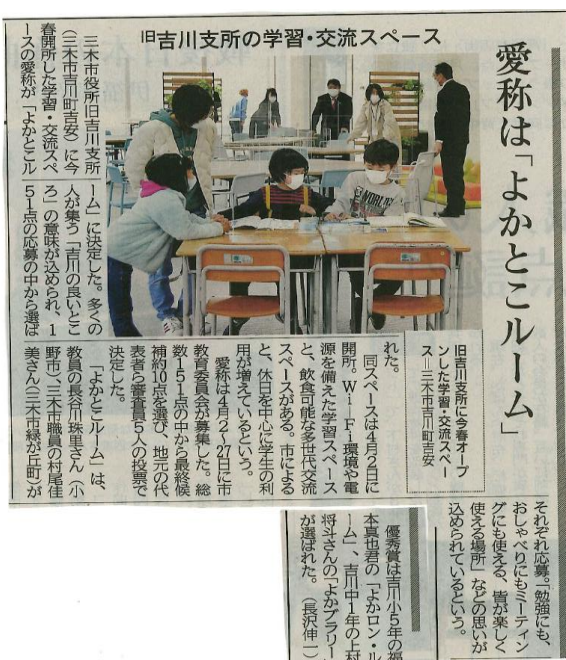 旧吉川支所の学習・交流スペース
愛称は「よかとこルーム」
三木市役所旧吉川支所
（三木市吉川町吉安）に今
春開所した学習・交流スペ
ースの愛称が「よかとこル
ーム」に決定した。多くの
人が集う「吉川の良いとこ
ろ」の意味が込められ、1
51点の応募の中から選ば
れた。
同スペースは4月2日に
開所。Wi―Fi環境や電
源を備えた学習スペース
と、飲食可能な多世代交流
スペースがある。市による
と、休日を中心に学生の利
用が増えているという。
愛称は4月2～27日に市
教育委員会が募集した。総
数151点の中から最終候
補約10点を選び、地元の代
表者ら審査員5人の投票で
決定した。
「よかとこルーム」は、
教員の長谷川珠里さん（小
野市）、三木市職員の村尾佳
美さん（三木市緑が丘町）が
それぞれ応募。「勉強にも、
おしゃべりにもミーティン
グにも使える、皆が楽しく
使える場所」などの思いが
込められているという。
優秀賞は吉川小5年の福
本真也君の「よかロン・ル
ーム」、吉川中1年の上村
将斗さんの「よかブラリー」
が選ばれた。（長沢伸一）
旧吉川支所に今春オープ
ンした学習・交流スペー
ス＝三木市吉川町吉安